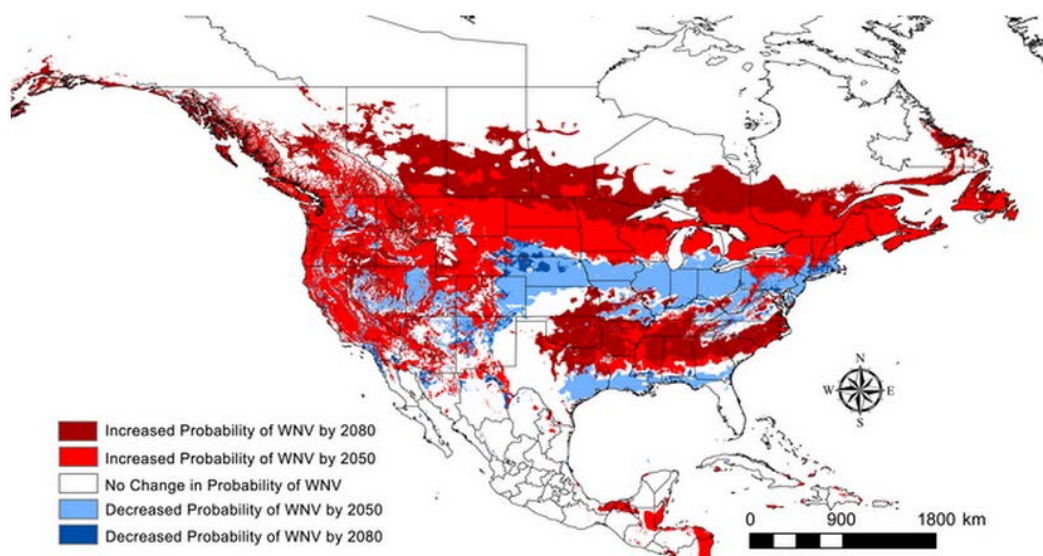 N
W E
S
Increased Probability of WNV by 2080
Increased Probability of WNV by 2050
No Change in Probability of WNV
Decreased Probability of WNV by 2050
Decreased Probability of WNV by 2080
0 900 1800 km